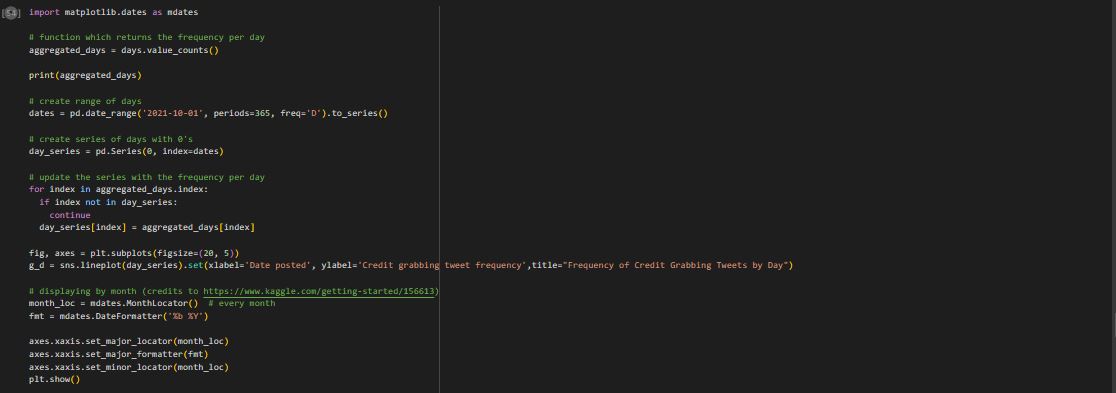 import matplotlib.dates as mdates
# function which returns the frequency per day
aggregated_days = days.value_counts()
print(aggregated_days)
# create range of days
dates = pd.date_range('2021-10-01', periods=365, freq='D').to_series()
# create series of days with 0's
day_series = pd.Series(0, index=dates)
# update the series with the frequency per day
for index in aggregated_days.index:
  if index not in day_series:
    continue
  day_series[index] = aggregated_days[index]
fig, axes = plt.subplots(figsize=(20, 5))
g_d = sns.lineplot(day_series).set(xlabel='Date posted', ylabel='Credit grabbing tweet frequency',title="Frequency of Credit Grabbing Tweets by Day")
# displaying by month (credits to https://www.kaggle.com/getting-started/156613)
month_loc = mdates.MonthLocator()  # every month
fmt = mdates.DateFormatter('%b %Y')
axes.xaxis.set_major_locator(month_loc)
axes.xaxis.set_major_formatter(fmt)
axes.xaxis.set_minor_locator(month_loc)
plt.show()